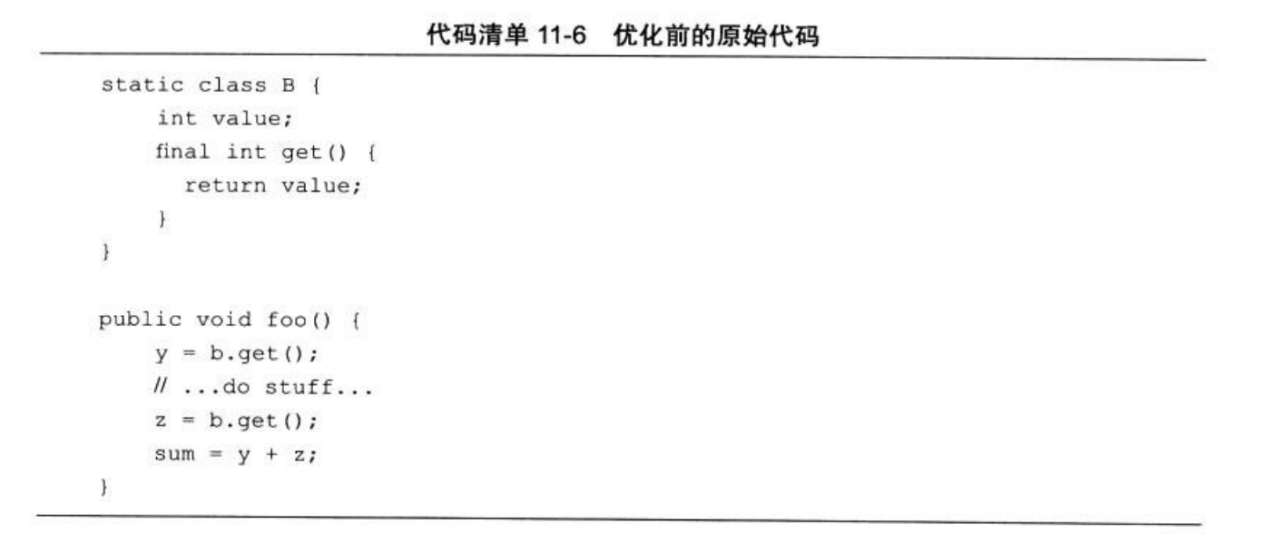 代码清单 11-6 优化前的原始代码
static class B {
int value;
final int get() {
return value;
}
}
public void foo() {
y = b.get();
// ...do stuff...
z = b.get();
sum = y + z;
}